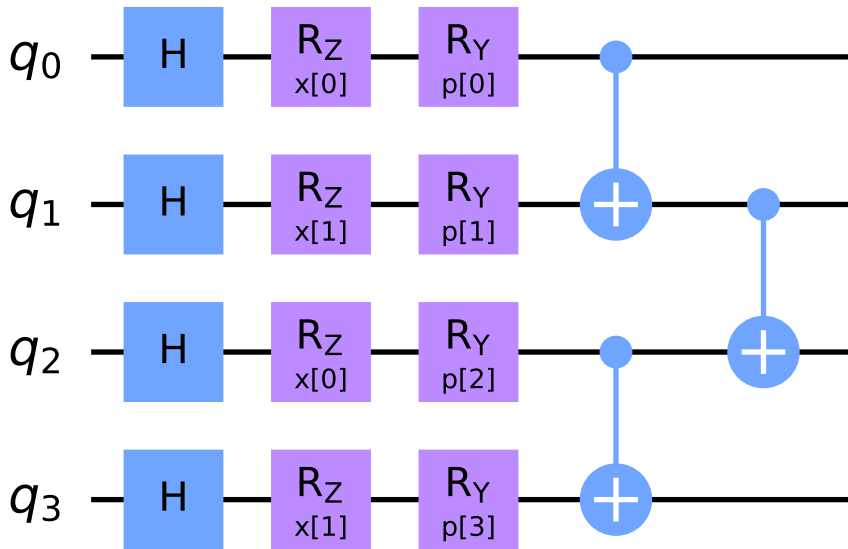 q0 H RZ RY
x[0] p[0]
q1 H RZ RY
x[1] p[1]
q2 H RZ RY
x[0] p[2]
q3 H RZ RY
x[1] p[3]